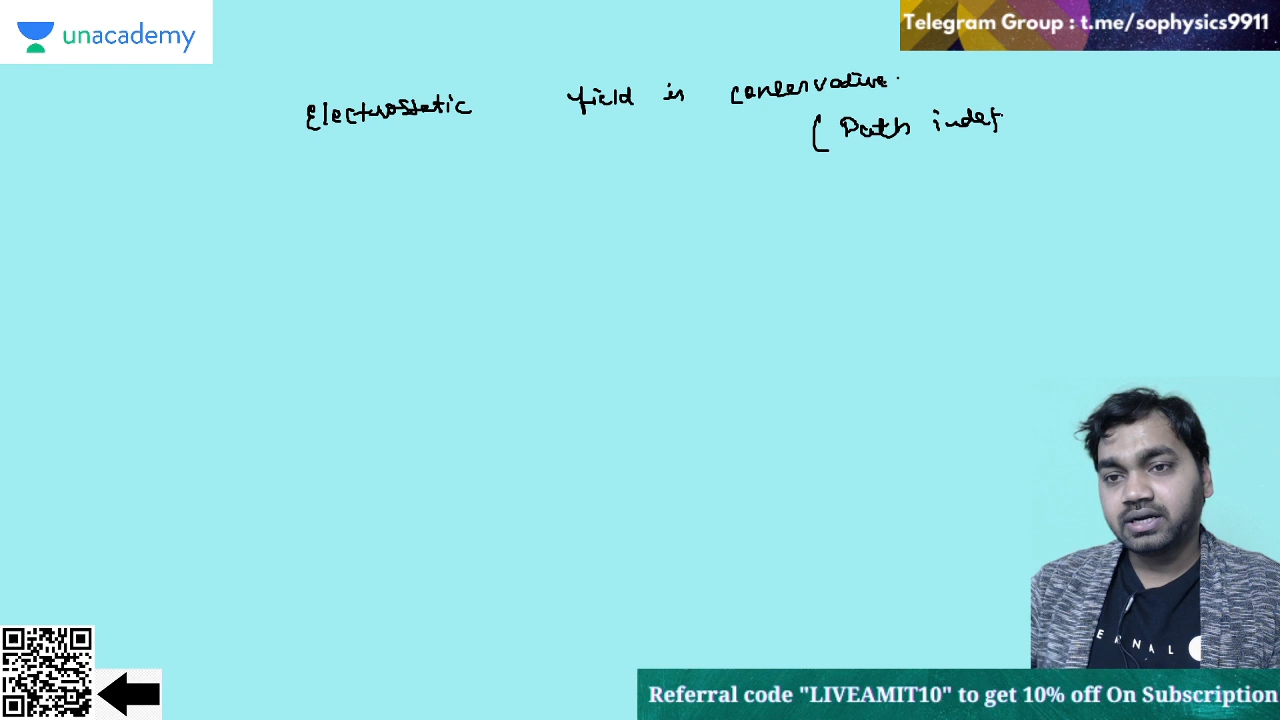 unacademy
Telegram Group : t.me/sophysics9911
Electrostatic field is conservative.
( Path indep
ERNAL
Referral code "LIVEAMIT10" to get 10% off On Subscription